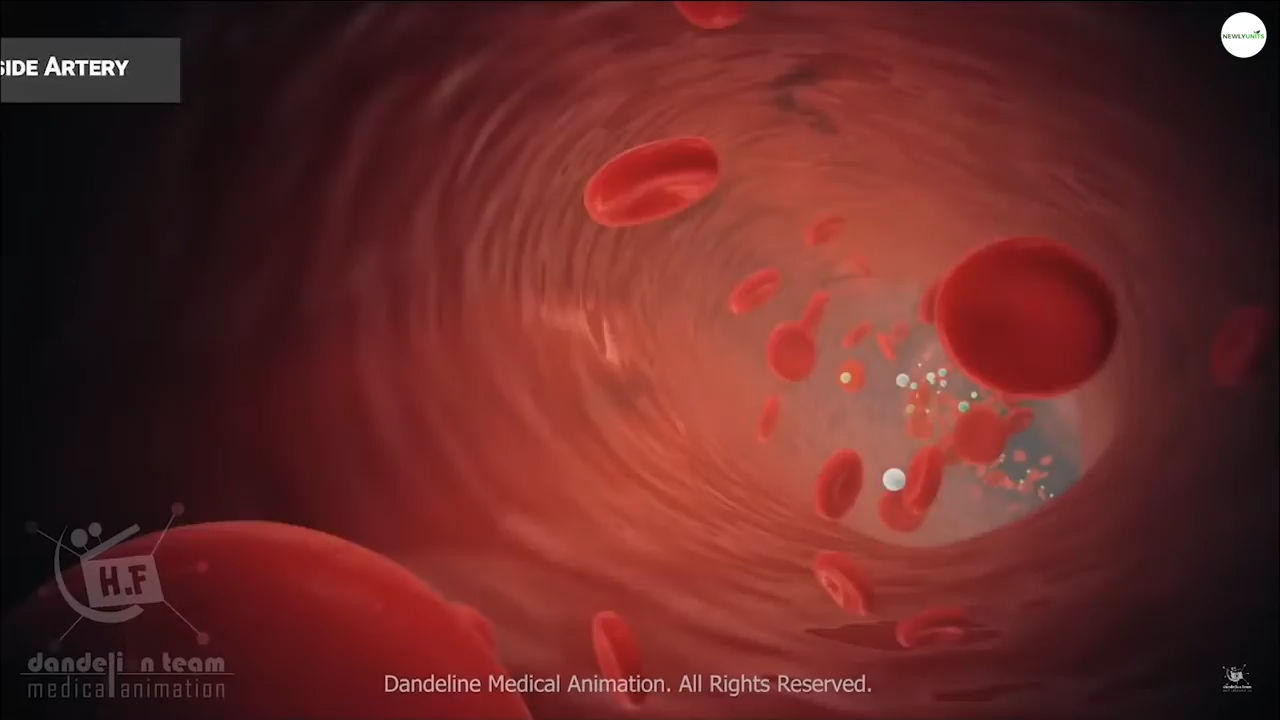 SIDE ARTERY
NEWLYUNITS
H.F
dandeli n team
medical animation
Dandeline Medical Animation. All Rights Reserved.